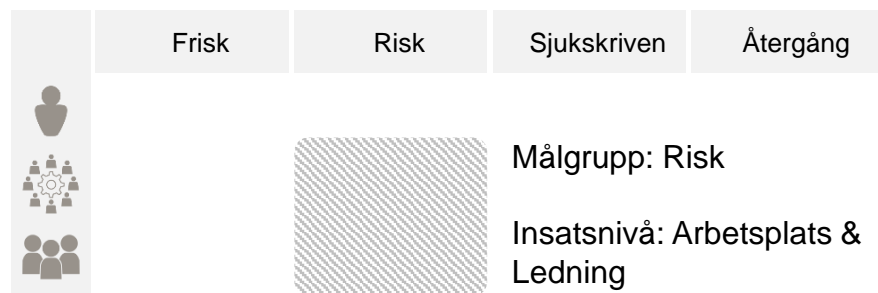 Frisk Risk Sjukskriven Återgång
Målgrupp: Risk
Insatsnivå: Arbetsplats &
Ledning